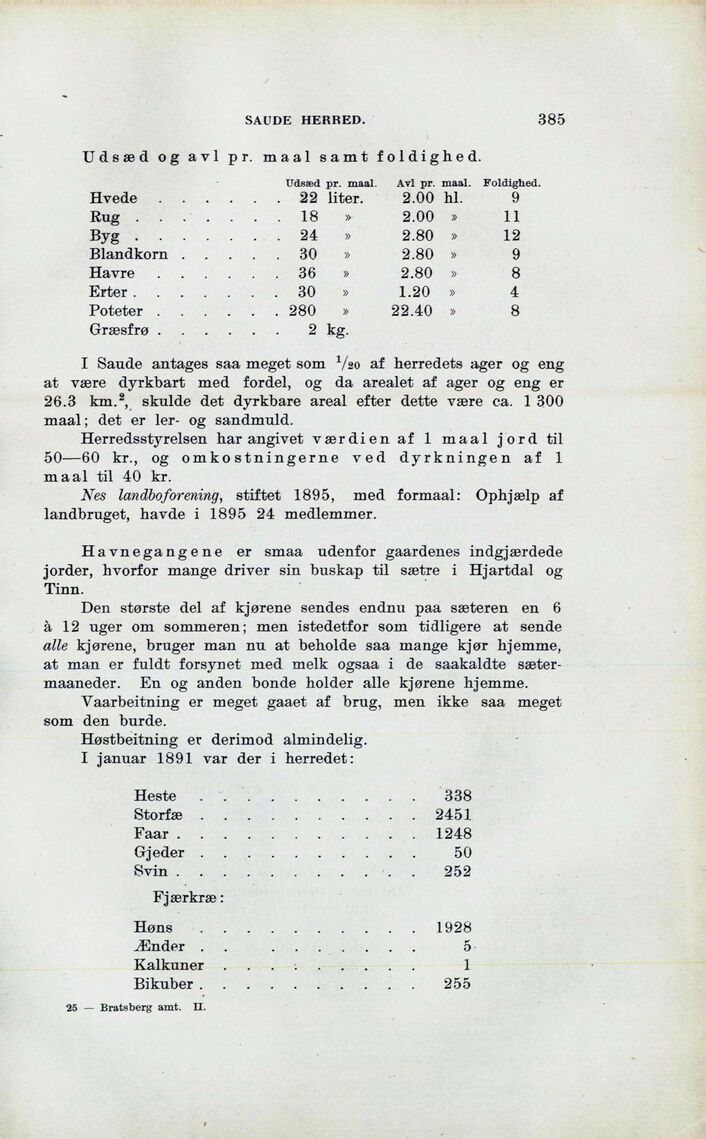 SAUDE HERRED. 385
Udsæd og avl pr. maal samt foldighed.
Udsæd pr. maal. Avl pr. maal. Foldighed.
Hvede . . . . . . 22 liter. 2.00 hl. 9
Rug . . . . . . . 18 » 2.00 » 11
Byg . . . . . . . 24 » 2.80 » 12
Blandkorn . . . . . 30 » 2.80 » 9
Havre . . . . . . 36 » 2.80 » 8
Erter . . . . . . . 30 » 1.20 » 4
Poteter . . . . . . 280 » 22.40 » 8
Græsfrø . . . . . . 2 kg.
I Saude antages saa meget som 1/20 af herredets ager og eng
at være dyrkbart med fordel, og da arealet af ager og eng er
26.3 km.², skulde det dyrkbare areal efter dette være ca. 1 300
maal; det er ler- og sandmuld.
Herredsstyrelsen har angivet værdien af 1 maal jord til
50—60 kr., og omkostningerne ved dyrkningen af 1
maal til 40 kr.
Nes landboforening, stiftet 1895, med formaal: Ophjælp af
landbruget, havde i 1895 24 medlemmer.
Havnegangene er smaa udenfor gaardenes indgjærdede
jorder, hvorfor mange driver sin buskap til sætre i Hjartdal og
Tinn.
Den største del af kjørene sendes endnu paa sæteren en 6
à 12 uger om sommeren; men istedetfor som tidligere at sende
alle kjørene, bruger man nu at beholde saa mange kjør hjemme,
at man er fuldt forsynet med melk ogsaa i de saakaldte sæter-
maaneder. En og anden bonde holder alle kjørene hjemme.
Vaarbeitning er meget gaaet af brug, men ikke saa meget
som den burde.
Høstbeitning er derimod almindelig.
I januar 1891 var der i herredet:
Heste . . . . . . . . . . 338
Storfæ . . . . . . . . . . 2451
Faar . . . . . . . . . . . 1248
Gjeder . . . . . . . . . . 50
Svin . . . . . . . . . . . 252
Fjærkræ:
Høns . . . . . . . . . . 1928
Ænder . . . . . . . . . . 5
Kalkuner . . . . . . . . . 1
Bikuber . . . . . . . . . . 255
25 — Bratsberg amt. II.